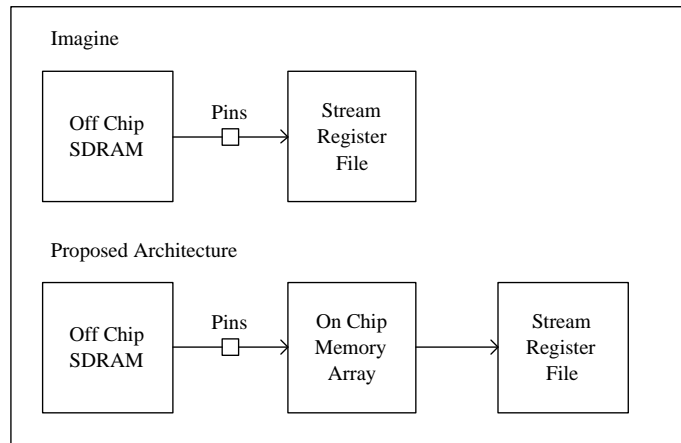 Imagine
Off Chip
SDRAM
Pins
Stream
Register
File
Proposed Architecture
Off Chip
SDRAM
Pins
On Chip
Memory
Array
Stream
Register
File